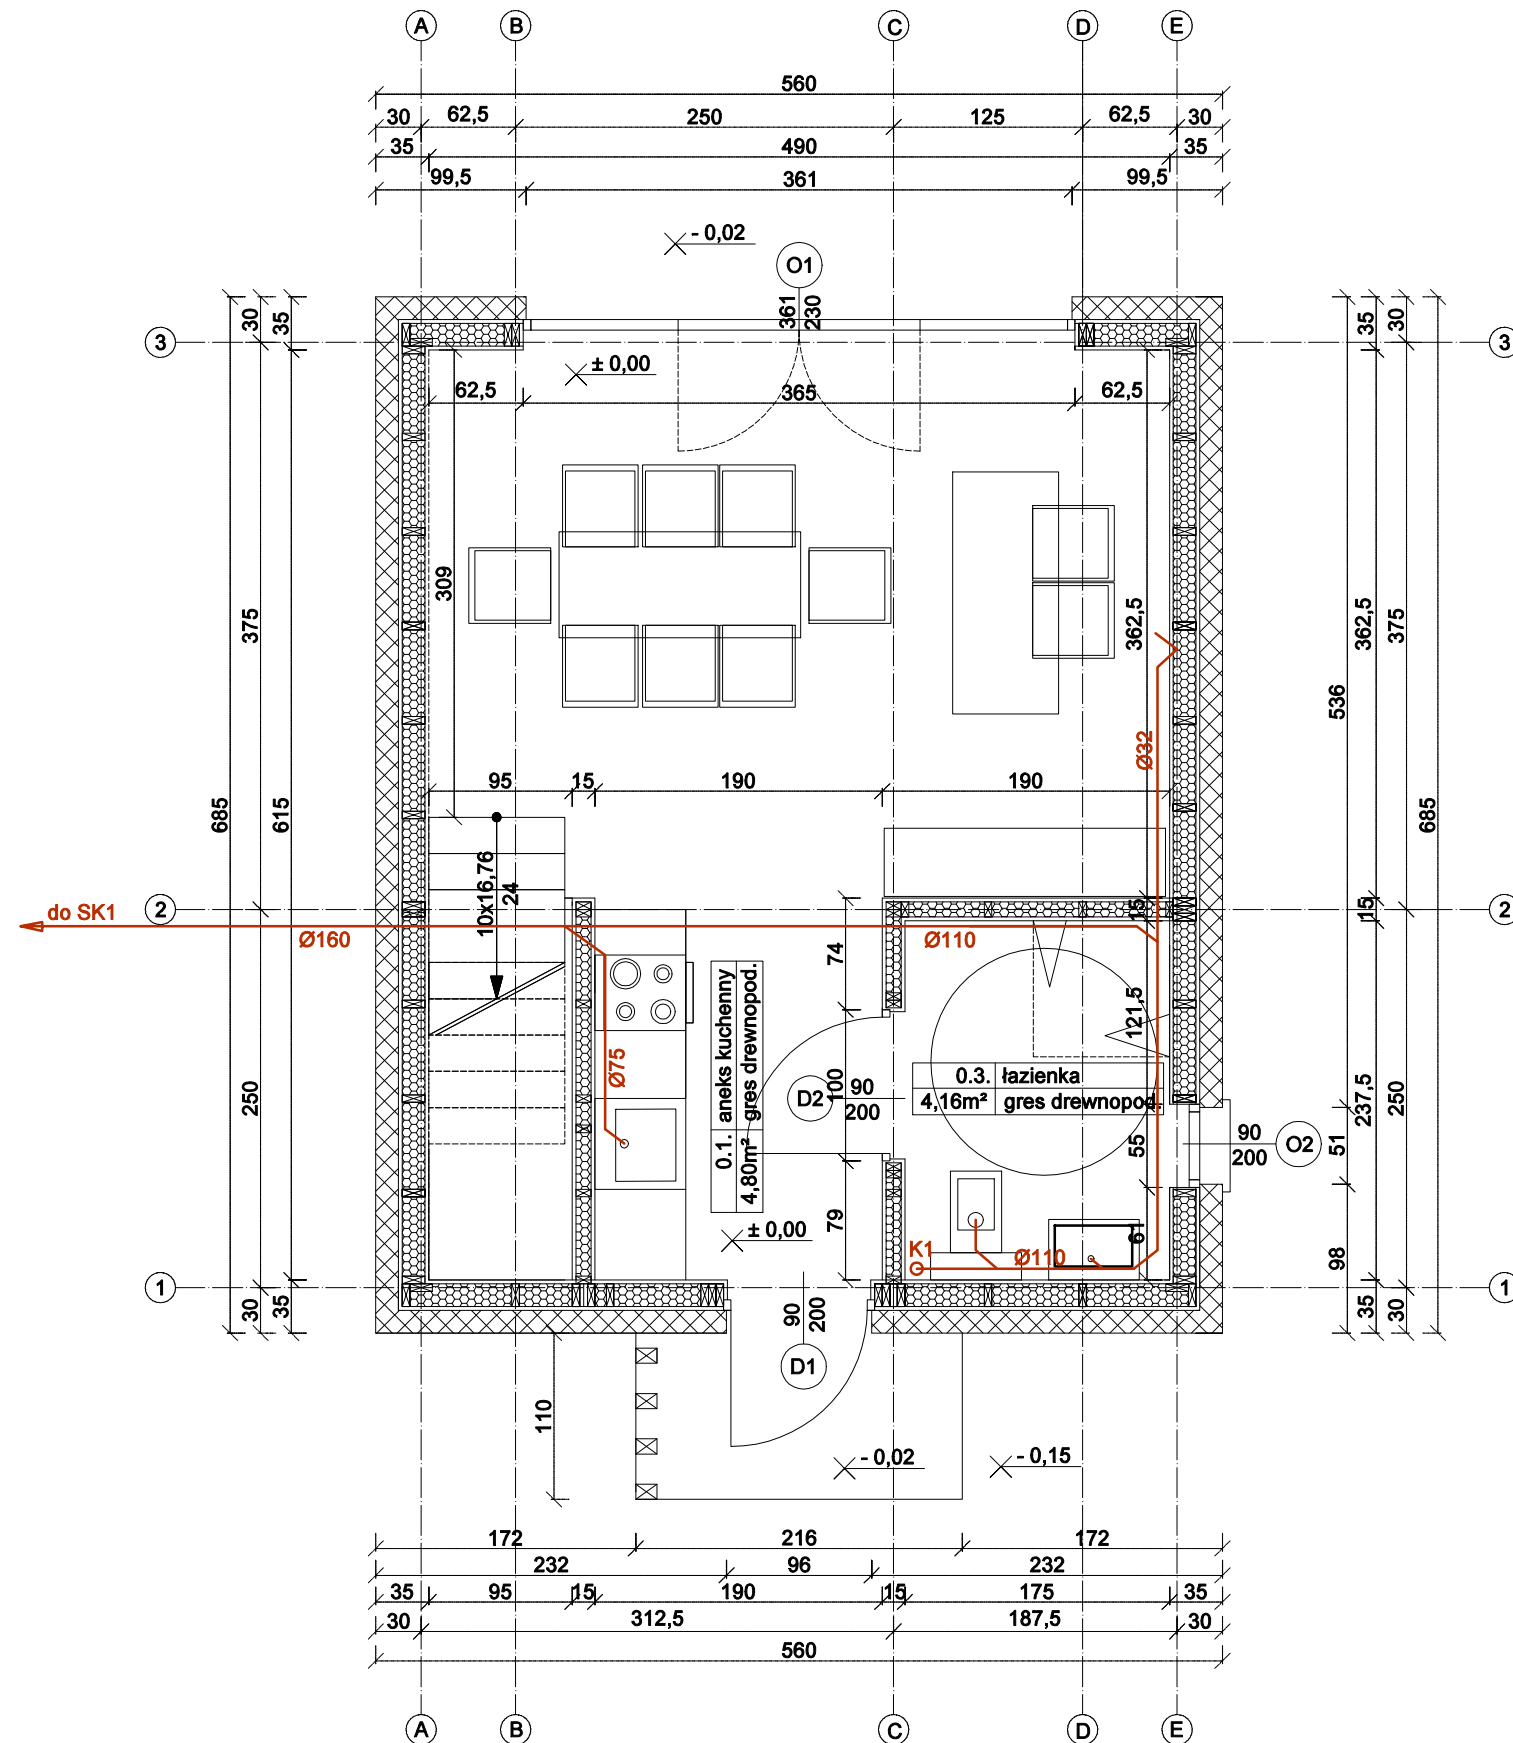 A B C D E
560
30 62,5 250 125 62,5 30
35 490 35
99,5 361 99,5
- 0,02
O1
361
230
30 35
35 30
3
3
± 0,00
62,5 365 62,5
309
375
362,5
362,5
375
536
Ø32
95 15 190 190
685
615
685
10x16,76
24
do SK1
2
15
15
2
Ø160
Ø110
74
0.1. aneks kuchenny
4,80m² gres drewnopod.
121,5
Ø75
100
D2
90
200
0.3. łazienka
4,16m² gres drewnopod.
250
237,5
250
55
90
200
O2
51
79
± 0,00
K1
Ø110
61
98
1
1
30 35
35 30
90
200
D1
110
- 0,02
- 0,15
172 216 172
232 96 232
35 95 15 190 15 175 35
30 312,5 187,5 30
560
A B C D E